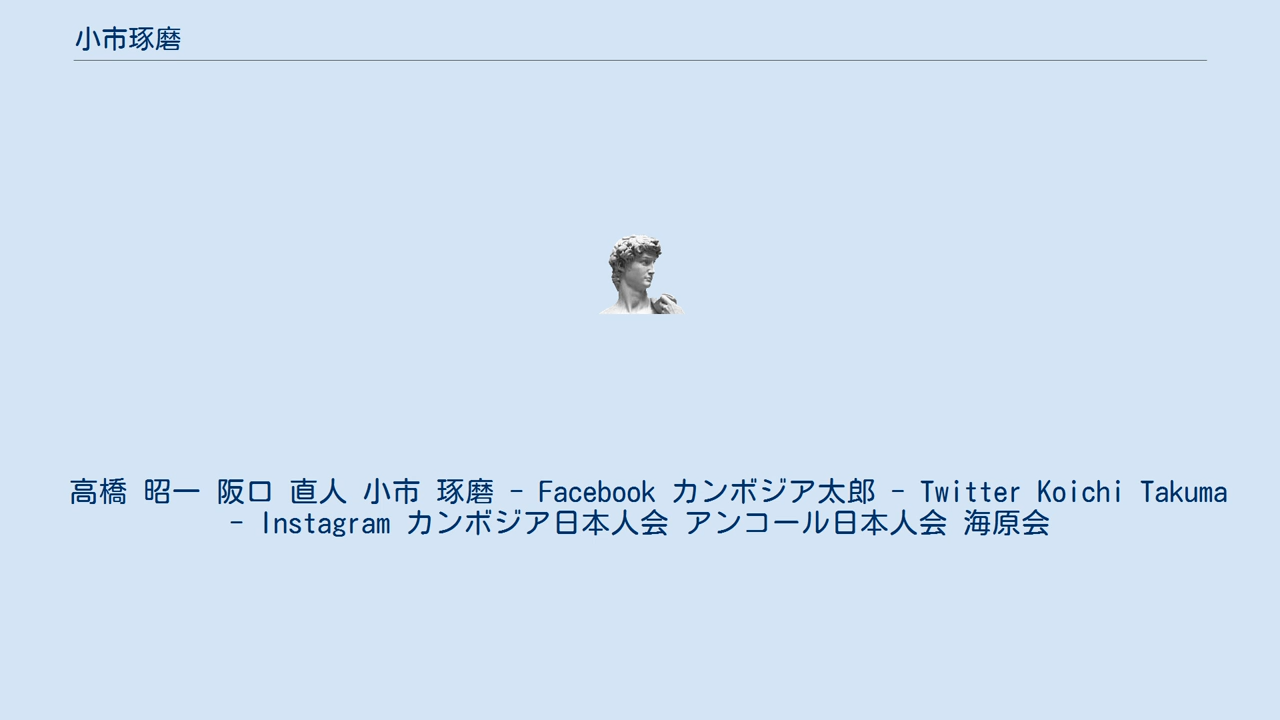 小市琢磨
高橋 昭一 阪口 直人 小市 琢磨 - Facebook カンボジア太郎 - Twitter Koichi Takuma
- Instagram カンボジア日本人会 アンコール日本人会 海原会